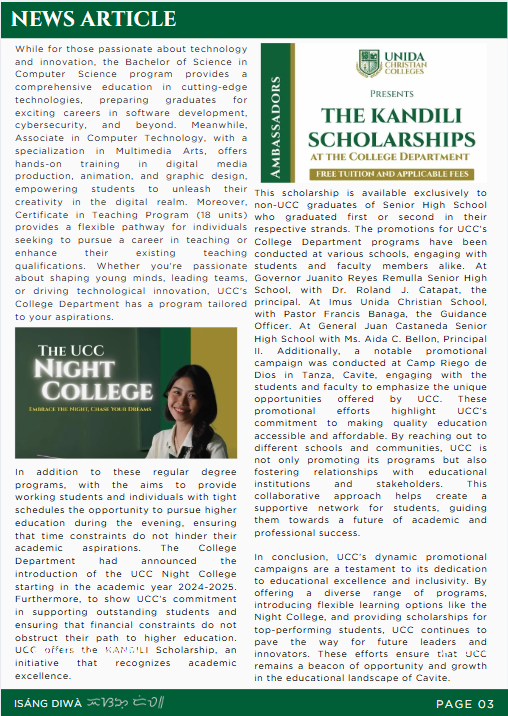 NEWS ARTICLE
While for those passionate about technology
and innovation, the Bachelor of Science in
Computer Science program provides a
comprehensive education in cutting-edge
technologies, preparing graduates for
exciting careers in software development,
cybersecurity, and beyond. Meanwhile,
Associate in Computer Technology, with a
specialization in Multimedia Arts, offers
hands-on training in digital media
production, animation, and graphic design,
empowering students to unleash their
creativity in the digital realm. Moreover,
Certificate in Teaching Program (18 units)
provides a flexible pathway for individuals
seeking to pursue a career in teaching or
enhance their existing teaching
qualifications. Whether you're passionate
about shaping young minds, leading teams,
or driving technological innovation, UCC's
College Department has a program tailored
to your aspirations.
THE UCC
NIGHT
COLLEGE
EMBRACE THE NIGHT, CHASE YOUR DREAMS
In addition to these regular degree
programs, with the aims to provide
working students and individuals with tight
schedules the opportunity to pursue higher
education during the evening, ensuring
that time constraints do not hinder their
academic aspirations. The College
Department had announced the
introduction of the UCC Night College
starting in the academic year 2024-2025.
Furthermore, to show UCC's commitment
in supporting outstanding students and
ensuring that financial constraints do not
obstruct their path to higher education.
UCC offers the KANDILI Scholarship, an
initiative that recognizes academic
excellence.
AMBASSADORS
UNIDA
CHRISTIAN
COLLEGES
PRESENTS
THE KANDILI
SCHOLARSHIPS
AT THE COLLEGE DEPARTMENT
FREE TUITION AND APPLICABLE FEES
This scholarship is available exclusively to
non-UCC graduates of Senior High School
who graduated first or second in their
respective strands. The promotions for UCC's
College Department programs have been
conducted at various schools, engaging with
students and faculty members alike. At
Governor Juanito Reyes Remulla Senior High
School, with Dr. Roland J. Catapat, the
principal. At Imus Unida Christian School,
with Pastor Francis Banaga, the Guidance
Officer. At General Juan Castaneda Senior
High School with Ms. Aida C. Bellon, Principal
II. Additionally, a notable promotional
campaign was conducted at Camp Riego de
Dios in Tanza, Cavite, engaging with the
students and faculty to emphasize the unique
opportunities offered by UCC. These
promotional efforts highlight UCC's
commitment to making quality education
accessible and affordable. By reaching out to
different schools and communities, UCC is
not only promoting its programs but also
fostering relationships with educational
institutions and stakeholders. This
collaborative approach helps create a
supportive network for students, guiding
them towards a future of academic and
professional success.
In conclusion, UCC's dynamic promotional
campaigns are a testament to its dedication
to educational excellence and inclusivity. By
offering a diverse range of programs,
introducing flexible learning options like the
Night College, and providing scholarships for
top-performing students, UCC continues to
pave the way for future leaders and
innovators. These efforts ensure that UCC
remains a beacon of opportunity and growth
in the educational landscape of Cavite.
ISÁNG DIWÀ
PAGE 03